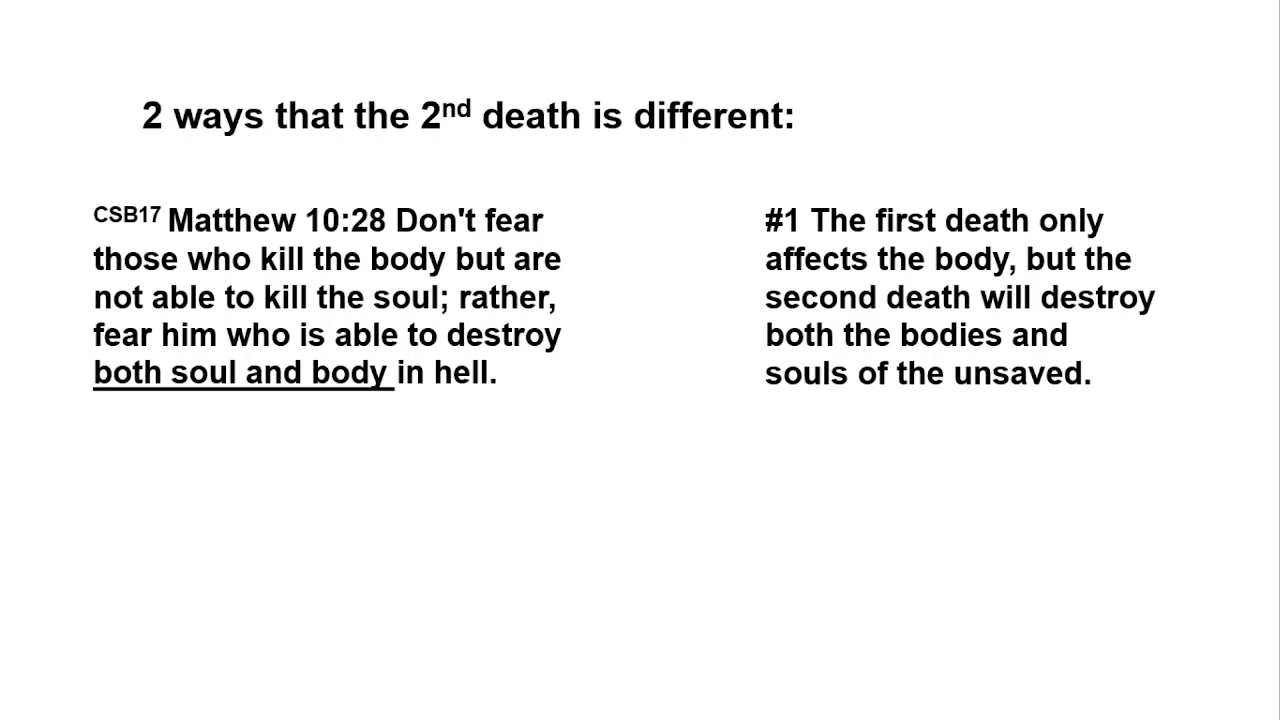 2 ways that the 2nd death is different:
CSB17 Matthew 10:28 Don't fear
those who kill the body but are
not able to kill the soul; rather,
fear him who is able to destroy
both soul and body in hell.
#1 The first death only
affects the body, but the
second death will destroy
both the bodies and
souls of the unsaved.